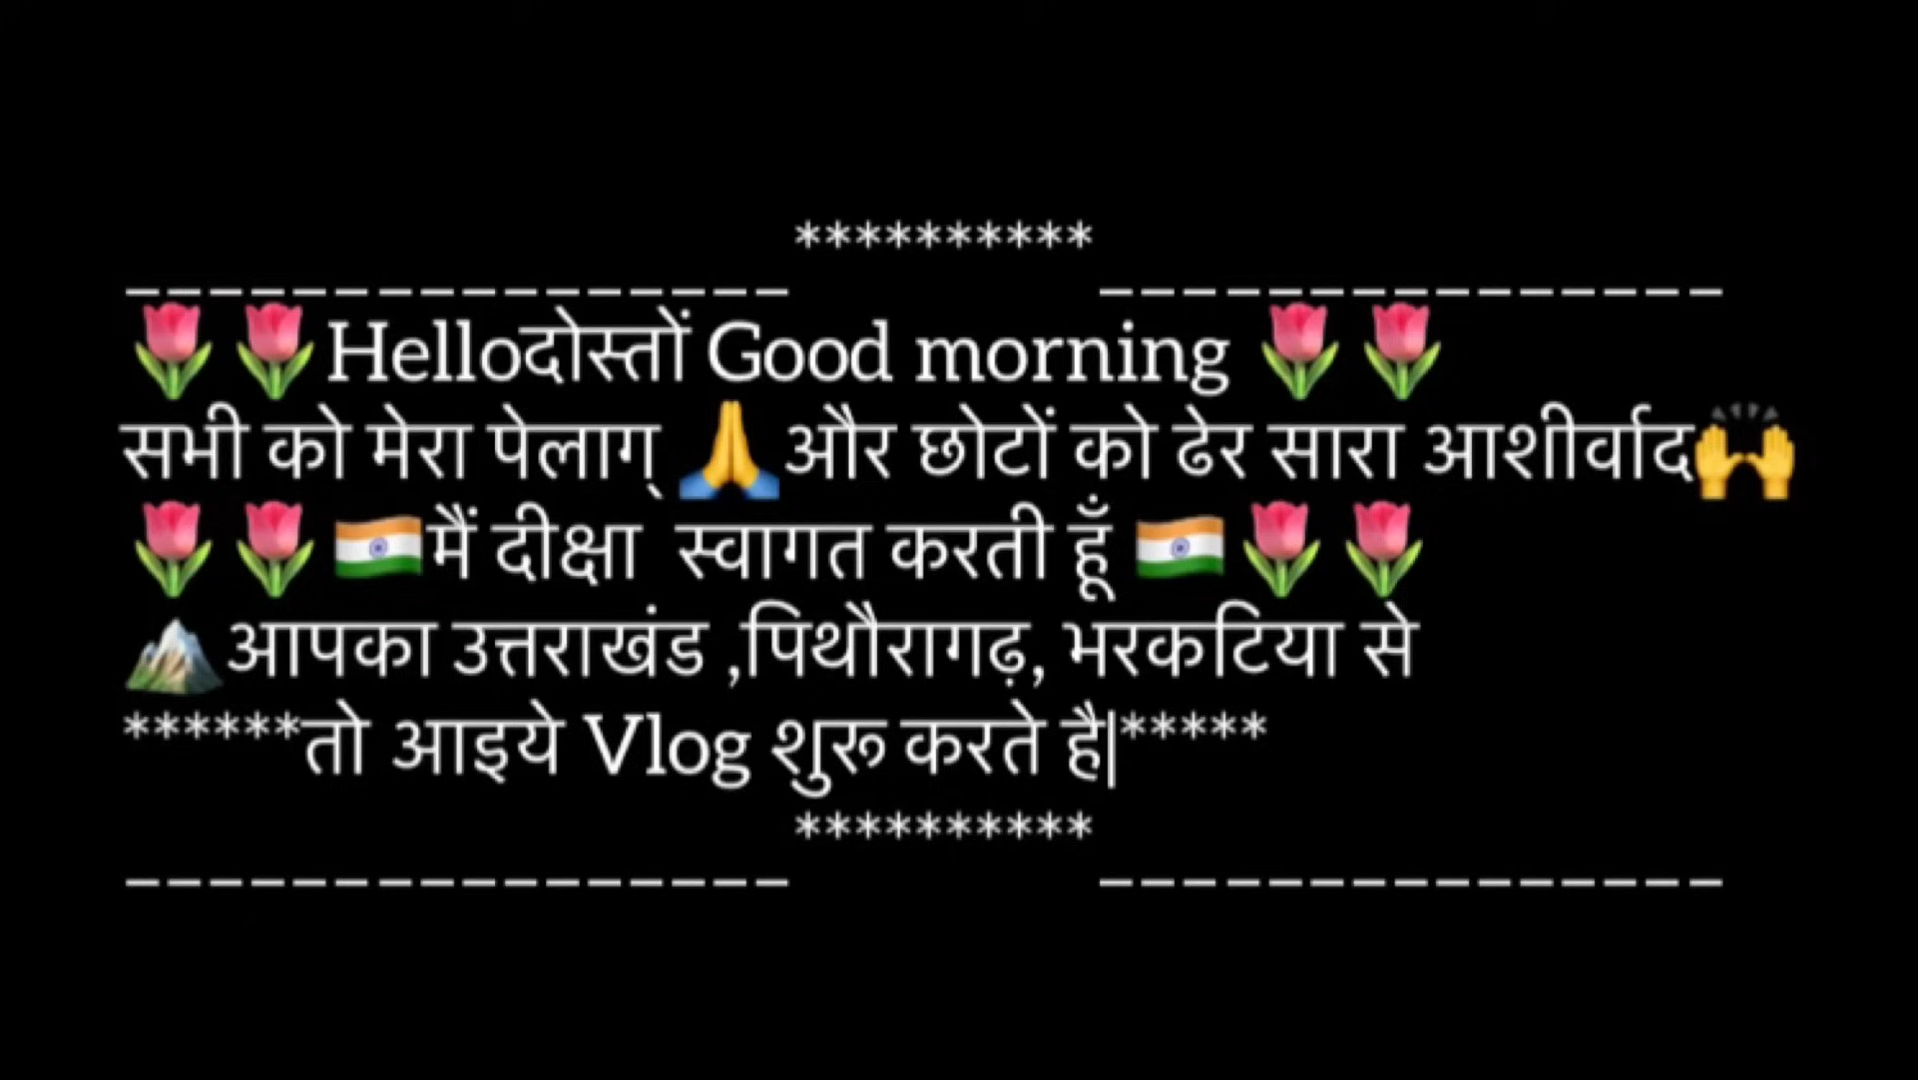 **********
_ _ _ _ _ _ _ _ _ _ _ _ _ _ _ _ _ _ _ _ _ _ _ _ _ _ _ _ _ _ _
🌷🌷Helloदोस्तों Good morning 🌷🌷
सभी को मेरा पेलाग् 🙏और छोटों को ढेर सारा आशीर्वाद🙌
🌷🌷🇮🇳मैं दीक्षा  स्वागत करती हूँ 🇮🇳🌷🌷
⛰️आपका उत्तराखंड ,पिथौरागढ़, भरकटिया से
******तो आइये Vlog शुरू करते है|*****
**********
_ _ _ _ _ _ _ _ _ _ _ _ _ _ _ _ _ _ _ _ _ _ _ _ _ _ _ _ _ _ _